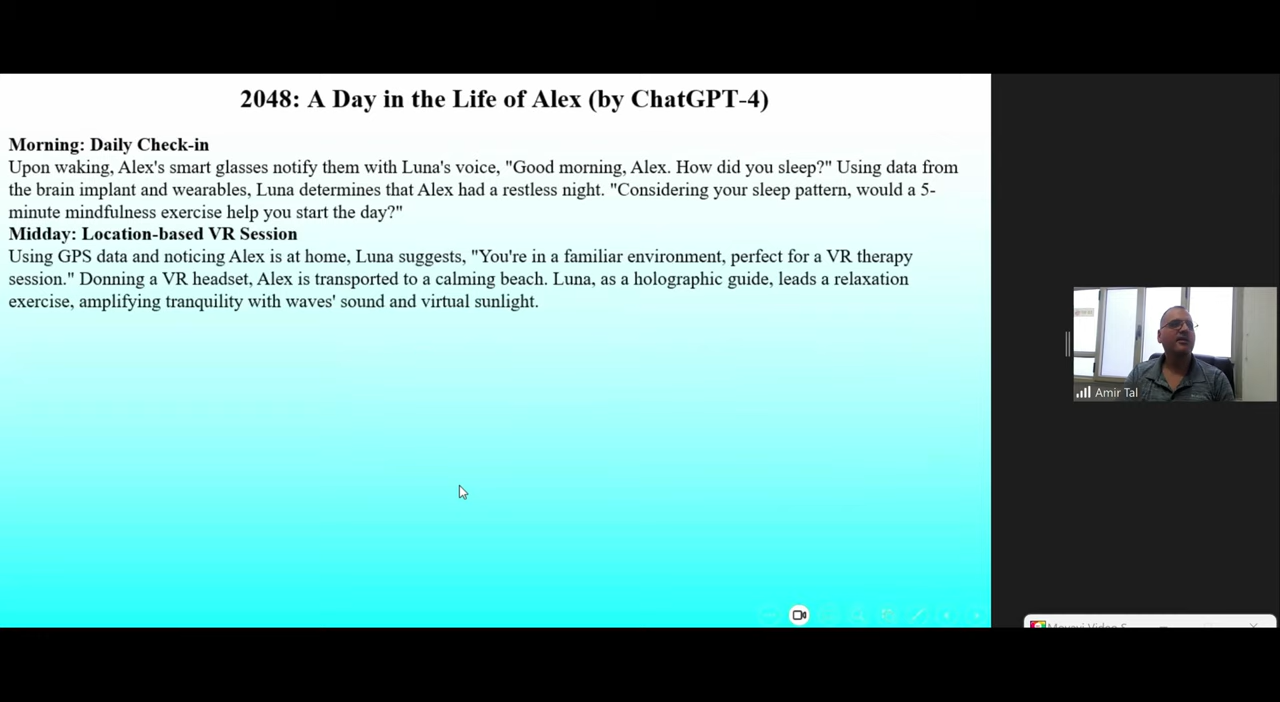 2048: A Day in the Life of Alex (by ChatGPT-4)
Morning: Daily Check-in
Upon waking, Alex's smart glasses notify them with Luna's voice, "Good morning, Alex. How did you sleep?" Using data from
the brain implant and wearables, Luna determines that Alex had a restless night. "Considering your sleep pattern, would a 5-
minute mindfulness exercise help you start the day?"
Midday: Location-based VR Session
Using GPS data and noticing Alex is at home, Luna suggests, "You're in a familiar environment, perfect for a VR therapy
session." Donning a VR headset, Alex is transported to a calming beach. Luna, as a holographic guide, leads a relaxation
exercise, amplifying tranquility with waves' sound and virtual sunlight.
Amir Tal